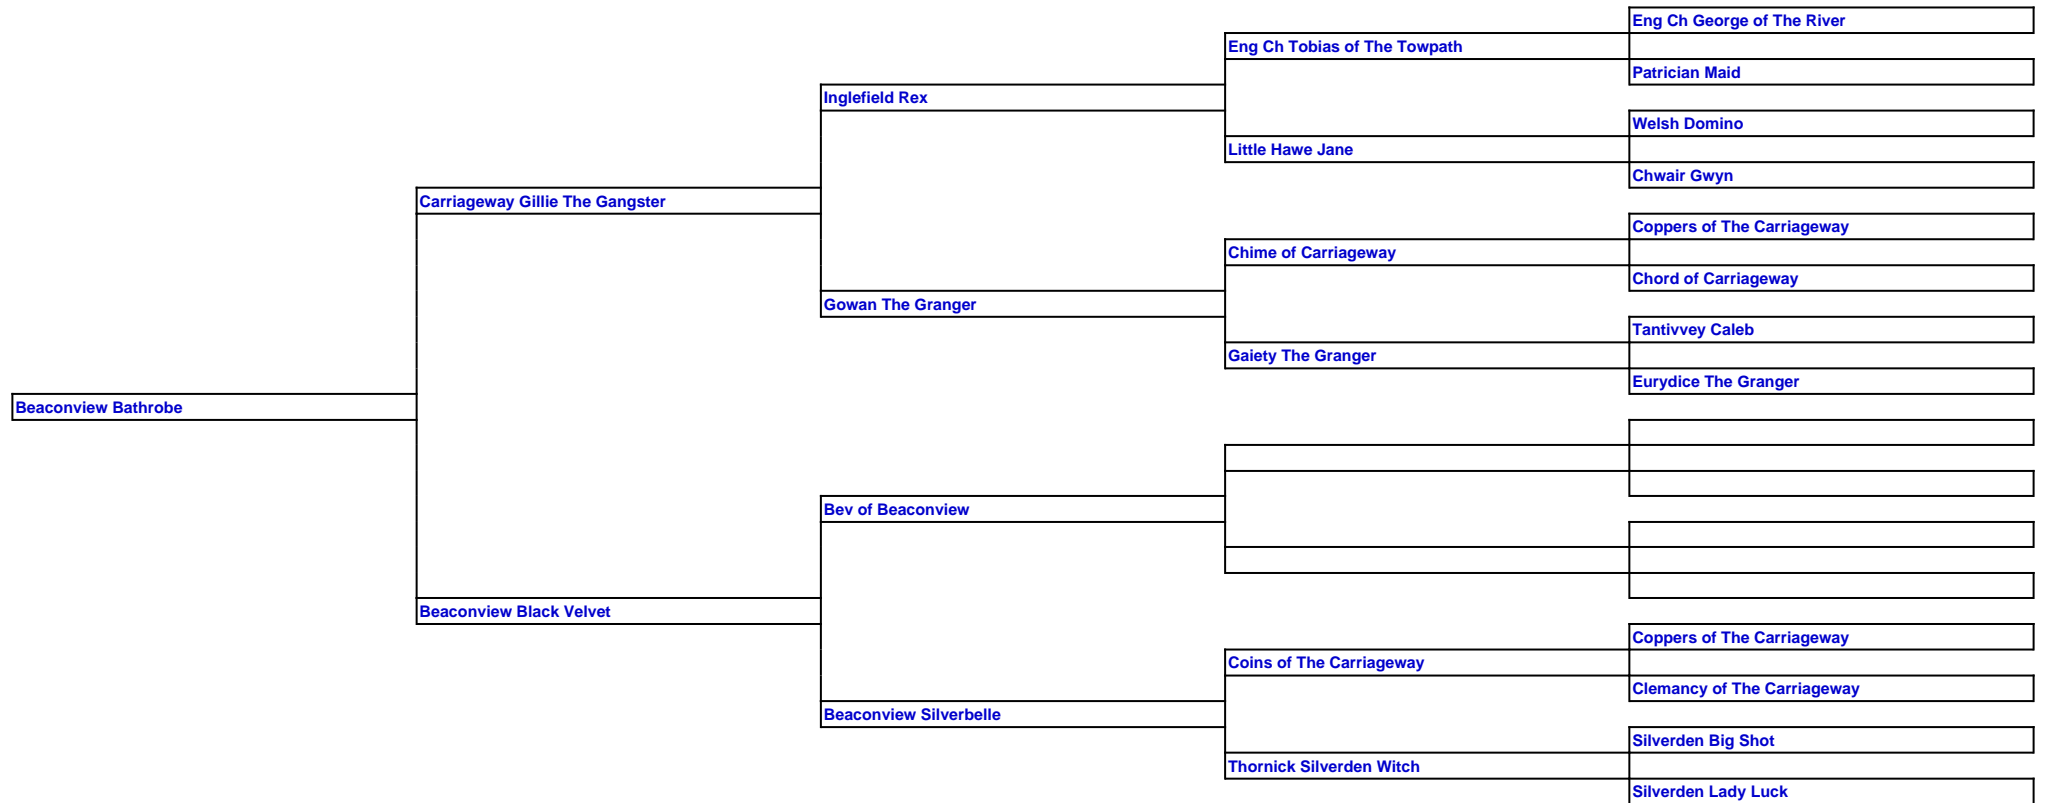 Eng Ch George of The River
Eng Ch Tobias of The Towpath
Patrician Maid
Inglefield Rex
Welsh Domino
Little Hawe Jane
Chwair Gwyn
Carriageway Gillie The Gangster
Coppers of The Carriageway
Chime of Carriageway
Chord of Carriageway
Gowan The Granger
Tantivvey Caleb
Gaiety The Granger
Eurydice The Granger
Beaconview Bathrobe
Bev of Beaconview
Beaconview Black Velvet
Coppers of The Carriageway
Coins of The Carriageway
Clemancy of The Carriageway
Beaconview Silverbelle
Silverden Big Shot
Thornick Silverden Witch
Silverden Lady Luck